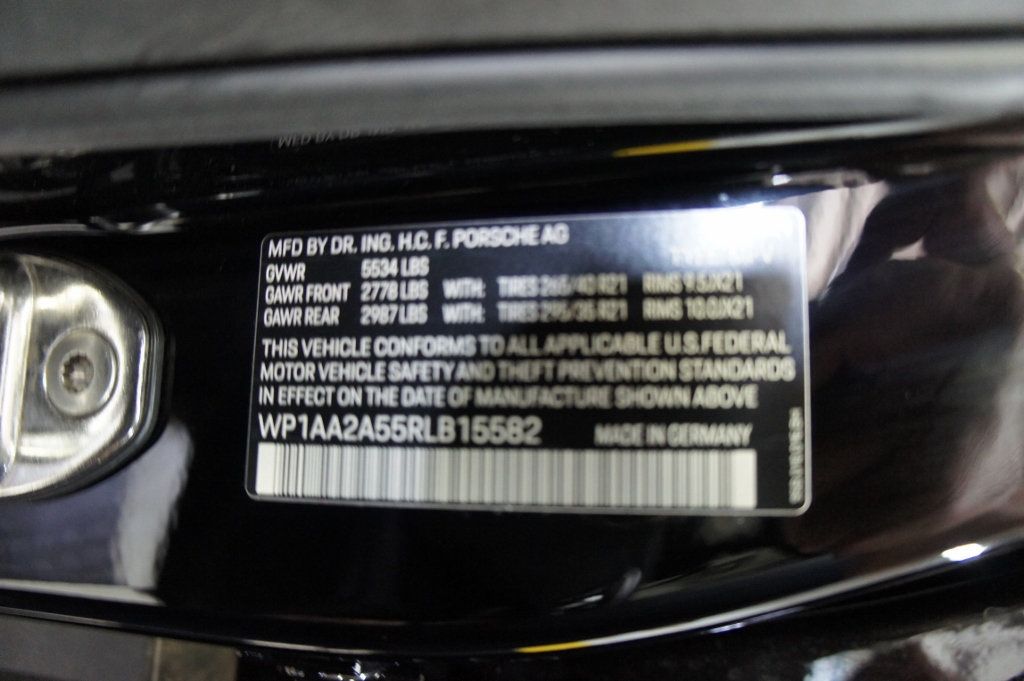 MFD BY DR. ING. H.C. F. PORSCHE AG
GVWR 5534 LBS
GAWR FRONT 2778 LBS WITH: TIRES 265/40 R21 RIMS 9.5JX21
GAWR REAR 2987 LBS WITH: TIRES 295/35 R21 RIMS 10.0JX21
THIS VEHICLE CONFORMS TO ALL APPLICABLE U.S. FEDERAL
MOTOR VEHICLE SAFETY AND THEFT PREVENTION STANDARDS
IN EFFECT ON THE DATE OF MANUFACTURE SHOWN ABOVE
WP1AA2A55RLB15582 MADE IN GERMANY